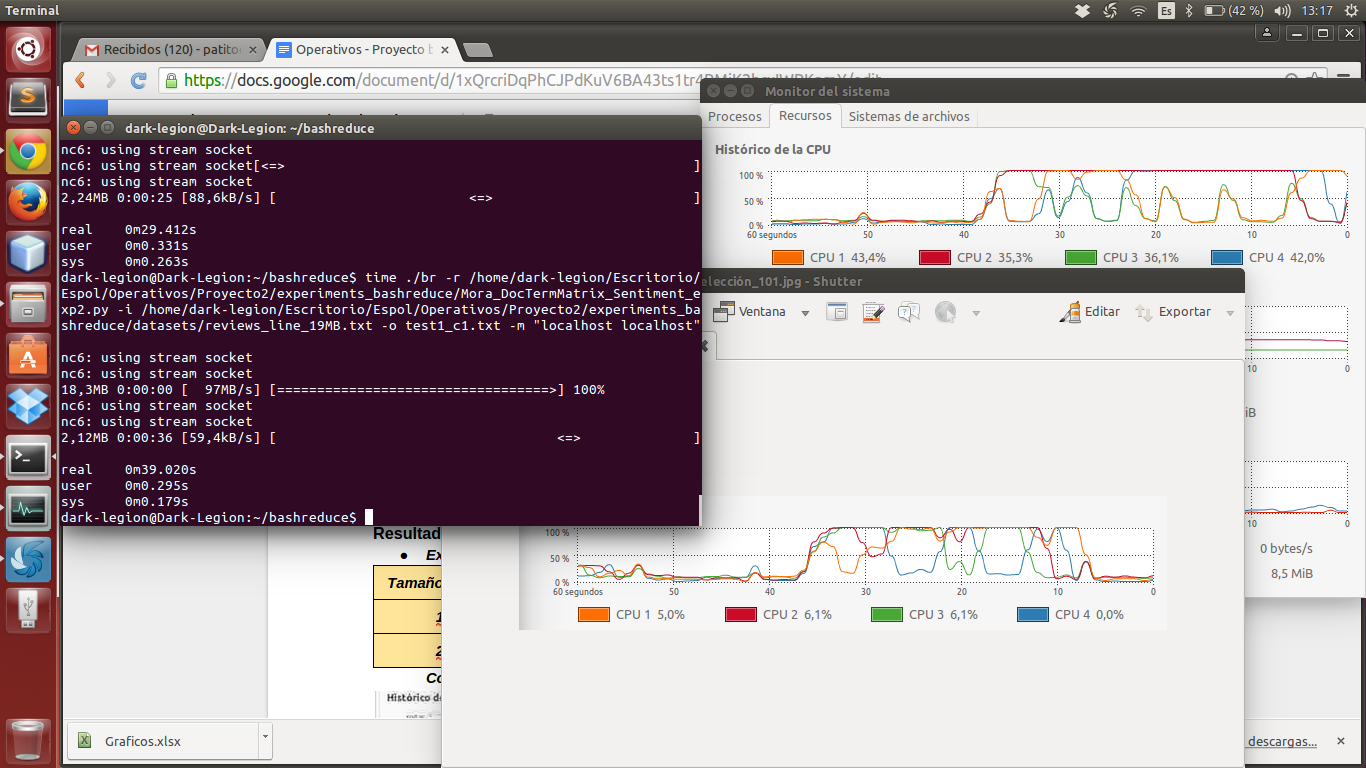 Terminal
Es
(42 %)
13:17
Recibidos (120) - patito
Operativos - Proyecto b
https://docs.google.com/document/d/1xQrcriDqPhCJPdKuV6BA43ts1tr4
Monitor del sistema
Procesos
Recursos
Sistemas de archivos
Histórico de la CPU
100 %
50 %
0 %
60 segundos
50
40
30
20
10
0
CPU 1 43,4%
CPU 2 35,3%
CPU 3 36,1%
CPU 4 42,0%
dark-legion@Dark-Legion: ~/bashreduce
nc6: using stream socket
nc6: using stream socket[<=> ]
nc6: using stream socket
2,24MB 0:00:25 [88,6kB/s] [ <=> ]
real 0m29.412s
user 0m0.331s
sys 0m0.263s
dark-legion@Dark-Legion:~/bashreduce$ time ./br -r /home/dark-legion/Escritorio/
Espol/Operativos/Proyecto2/experiments_bashreduce/Mora_DocTermMatrix_Sentiment_e
xp2.py -i /home/dark-legion/Escritorio/Espol/Operativos/Proyecto2/experiments_ba
shreduce/datasets/reviews_line_19MB.txt -o test1_c1.txt -m "localhost localhost"
nc6: using stream socket
nc6: using stream socket
18,3MB 0:00:00 [ 97MB/s] [==================================>] 100%
nc6: using stream socket
nc6: using stream socket
2,12MB 0:00:36 [59,4kB/s] [ <=> ]
real 0m39.020s
user 0m0.295s
sys 0m0.179s
dark-legion@Dark-Legion:~/bashreduce$
elección_101.jpg - Shutter
Ventana
Editar
Exportar
10
0
iB
10
0
0 bytes/s
8,5 MiB
100 %
50 %
0 %
60 segundos
50
40
30
20
10
0
CPU 1 5,0%
CPU 2 6,1%
CPU 3 6,1%
CPU 4 0,0%
Resultad
Ex
Tamaño
1
2
Co
Histórico d
Graficos.xlsx
descargas...